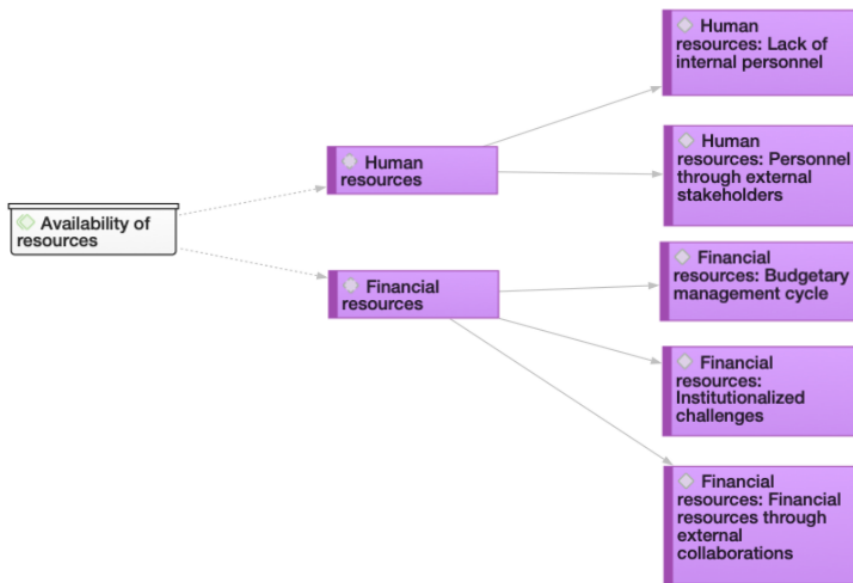 Availability of
resources
Human
resources
Financial
resources
Human
resources: Lack of
internal personnel
Human
resources: Personnel
through external
stakeholders
Financial
resources: Budgetary
management cycle
Financial
resources:
Institutionalized
challenges
Financial
resources: Financial
resources through
external
collaborations